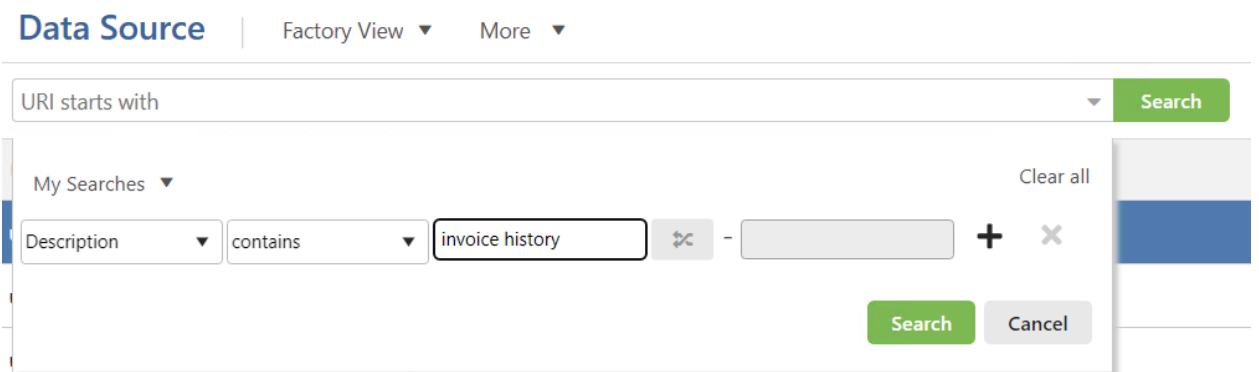 Data Source Factory View More
URI starts with Search
My Searches Clear all
Description contains invoice history -
Search Cancel